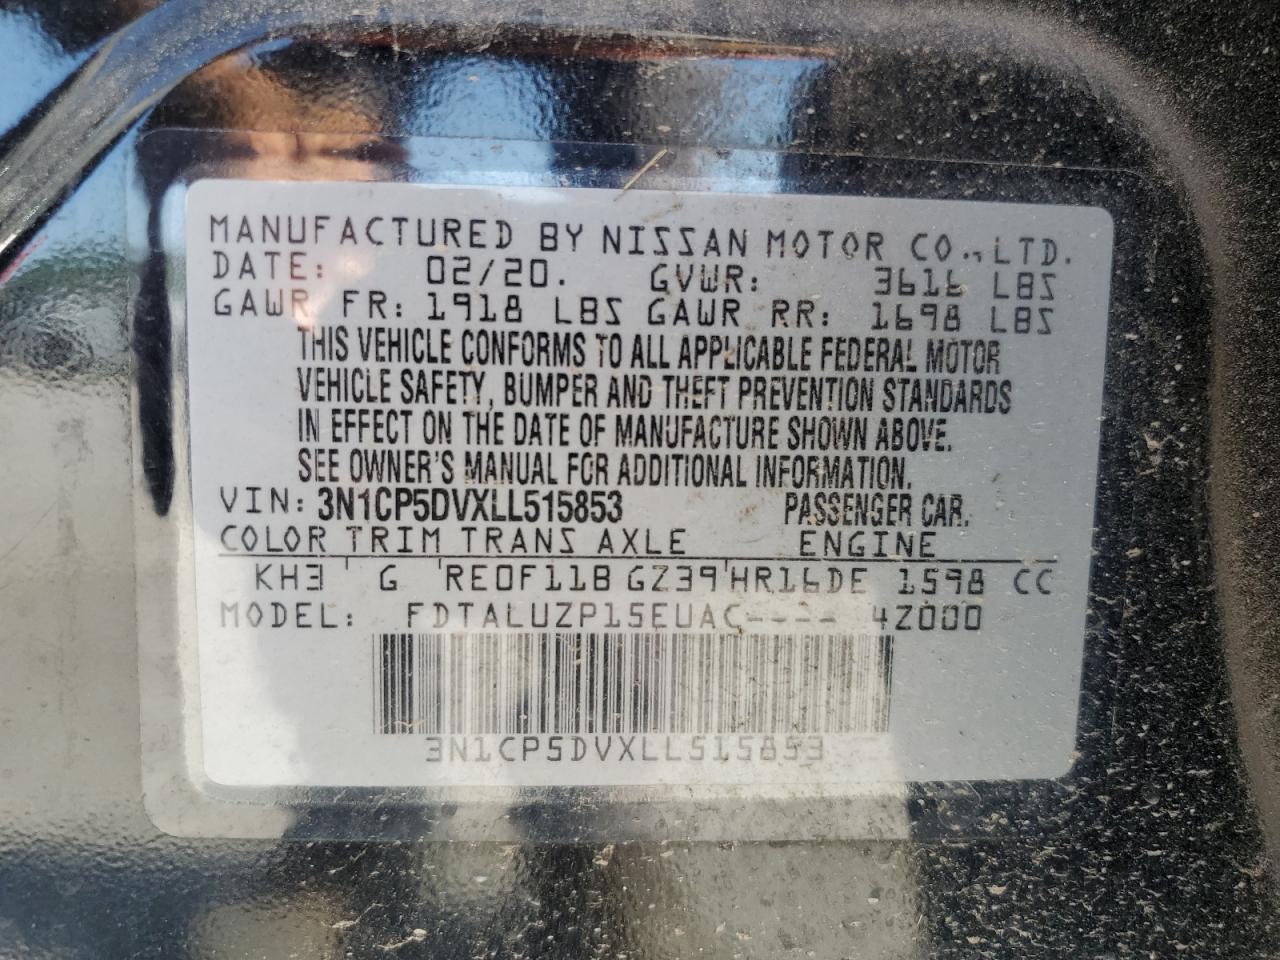 MANUFACTURED BY NISSAN MOTOR CO.,LTD.
DATE: 02/20. GVWR: 3616 LBS
GAWR FR: 1918 LBS GAWR RR: 1698 LBS
THIS VEHICLE CONFORMS TO ALL APPLICABLE FEDERAL MOTOR
VEHICLE SAFETY, BUMPER AND THEFT PREVENTION STANDARDS
IN EFFECT ON THE DATE OF MANUFACTURE SHOWN ABOVE.
SEE OWNER'S MANUAL FOR ADDITIONAL INFORMATION.
VIN: 3N1CP5DVXLL515853 PASSENGER CAR.
COLOR TRIM TRANS AXLE ENGINE
KH3 ' G 'RE0F11B GZ39'HR16DE 1598 CC
MODEL: FDTALUZP15EUAC---- 4Z000
3N1CP5DVXLL515853